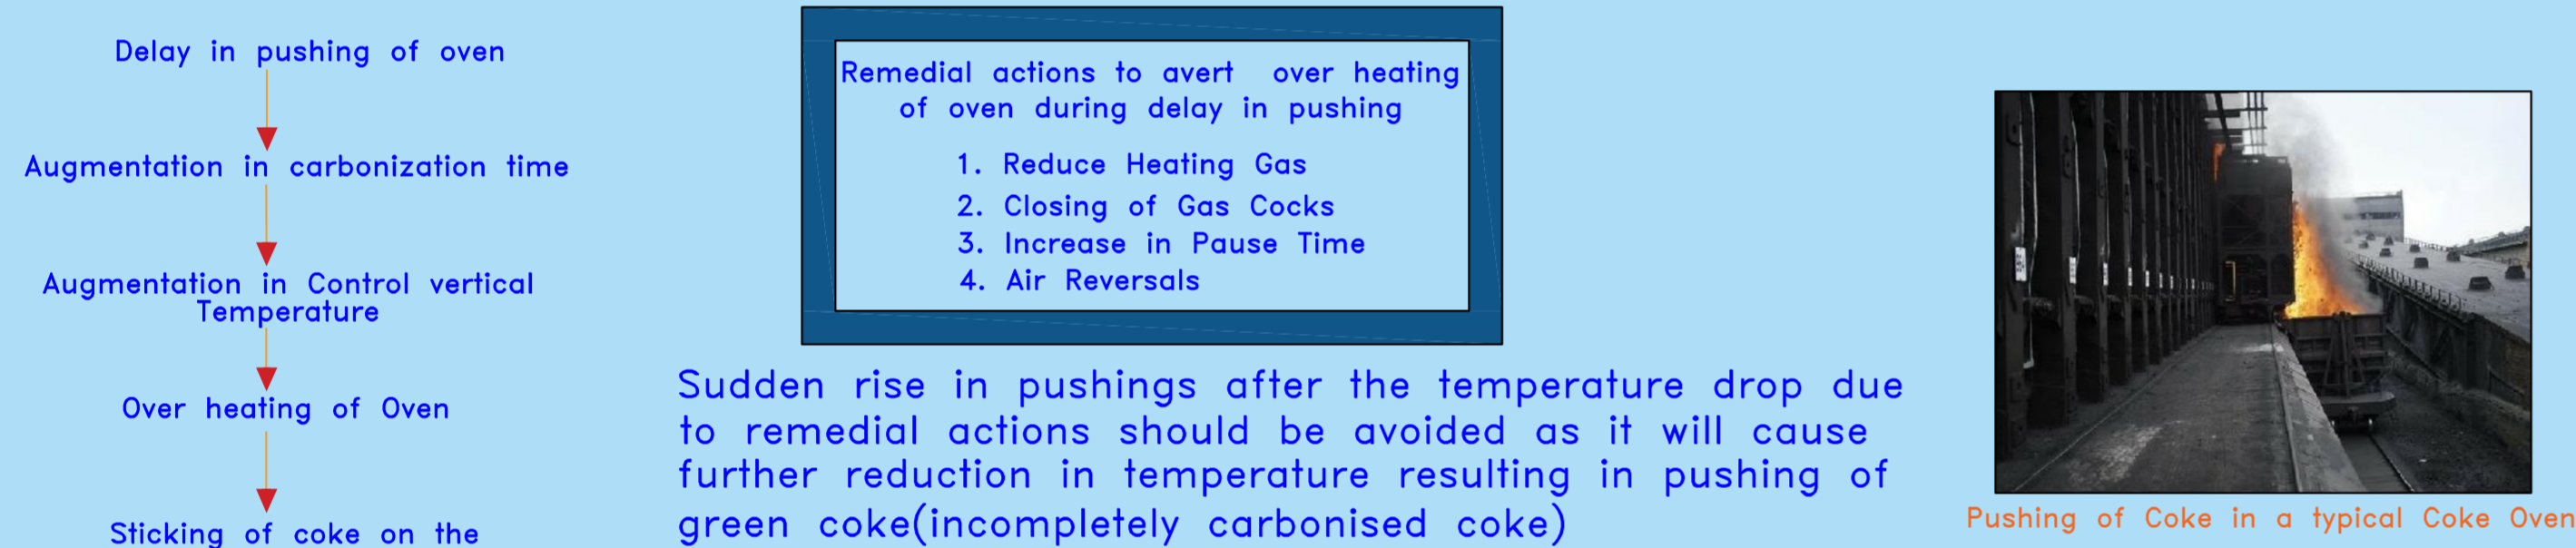 Delay in pushing of oven
Augmentation in carbonization time
Augmentation in Control vertical
Temperature
Over heating of Oven
Sticking of coke on the
Remedial actions to avert over heating
of oven during delay in pushing
1. Reduce Heating Gas
2. Closing of Gas Cocks
3. Increase in Pause Time
4. Air Reversals
Sudden rise in pushings after the temperature drop due
to remedial actions should be avoided as it will cause
further reduction in temperature resulting in pushing of
green coke(incompletely carbonised coke)
Pushing of Coke in a typical Coke Oven